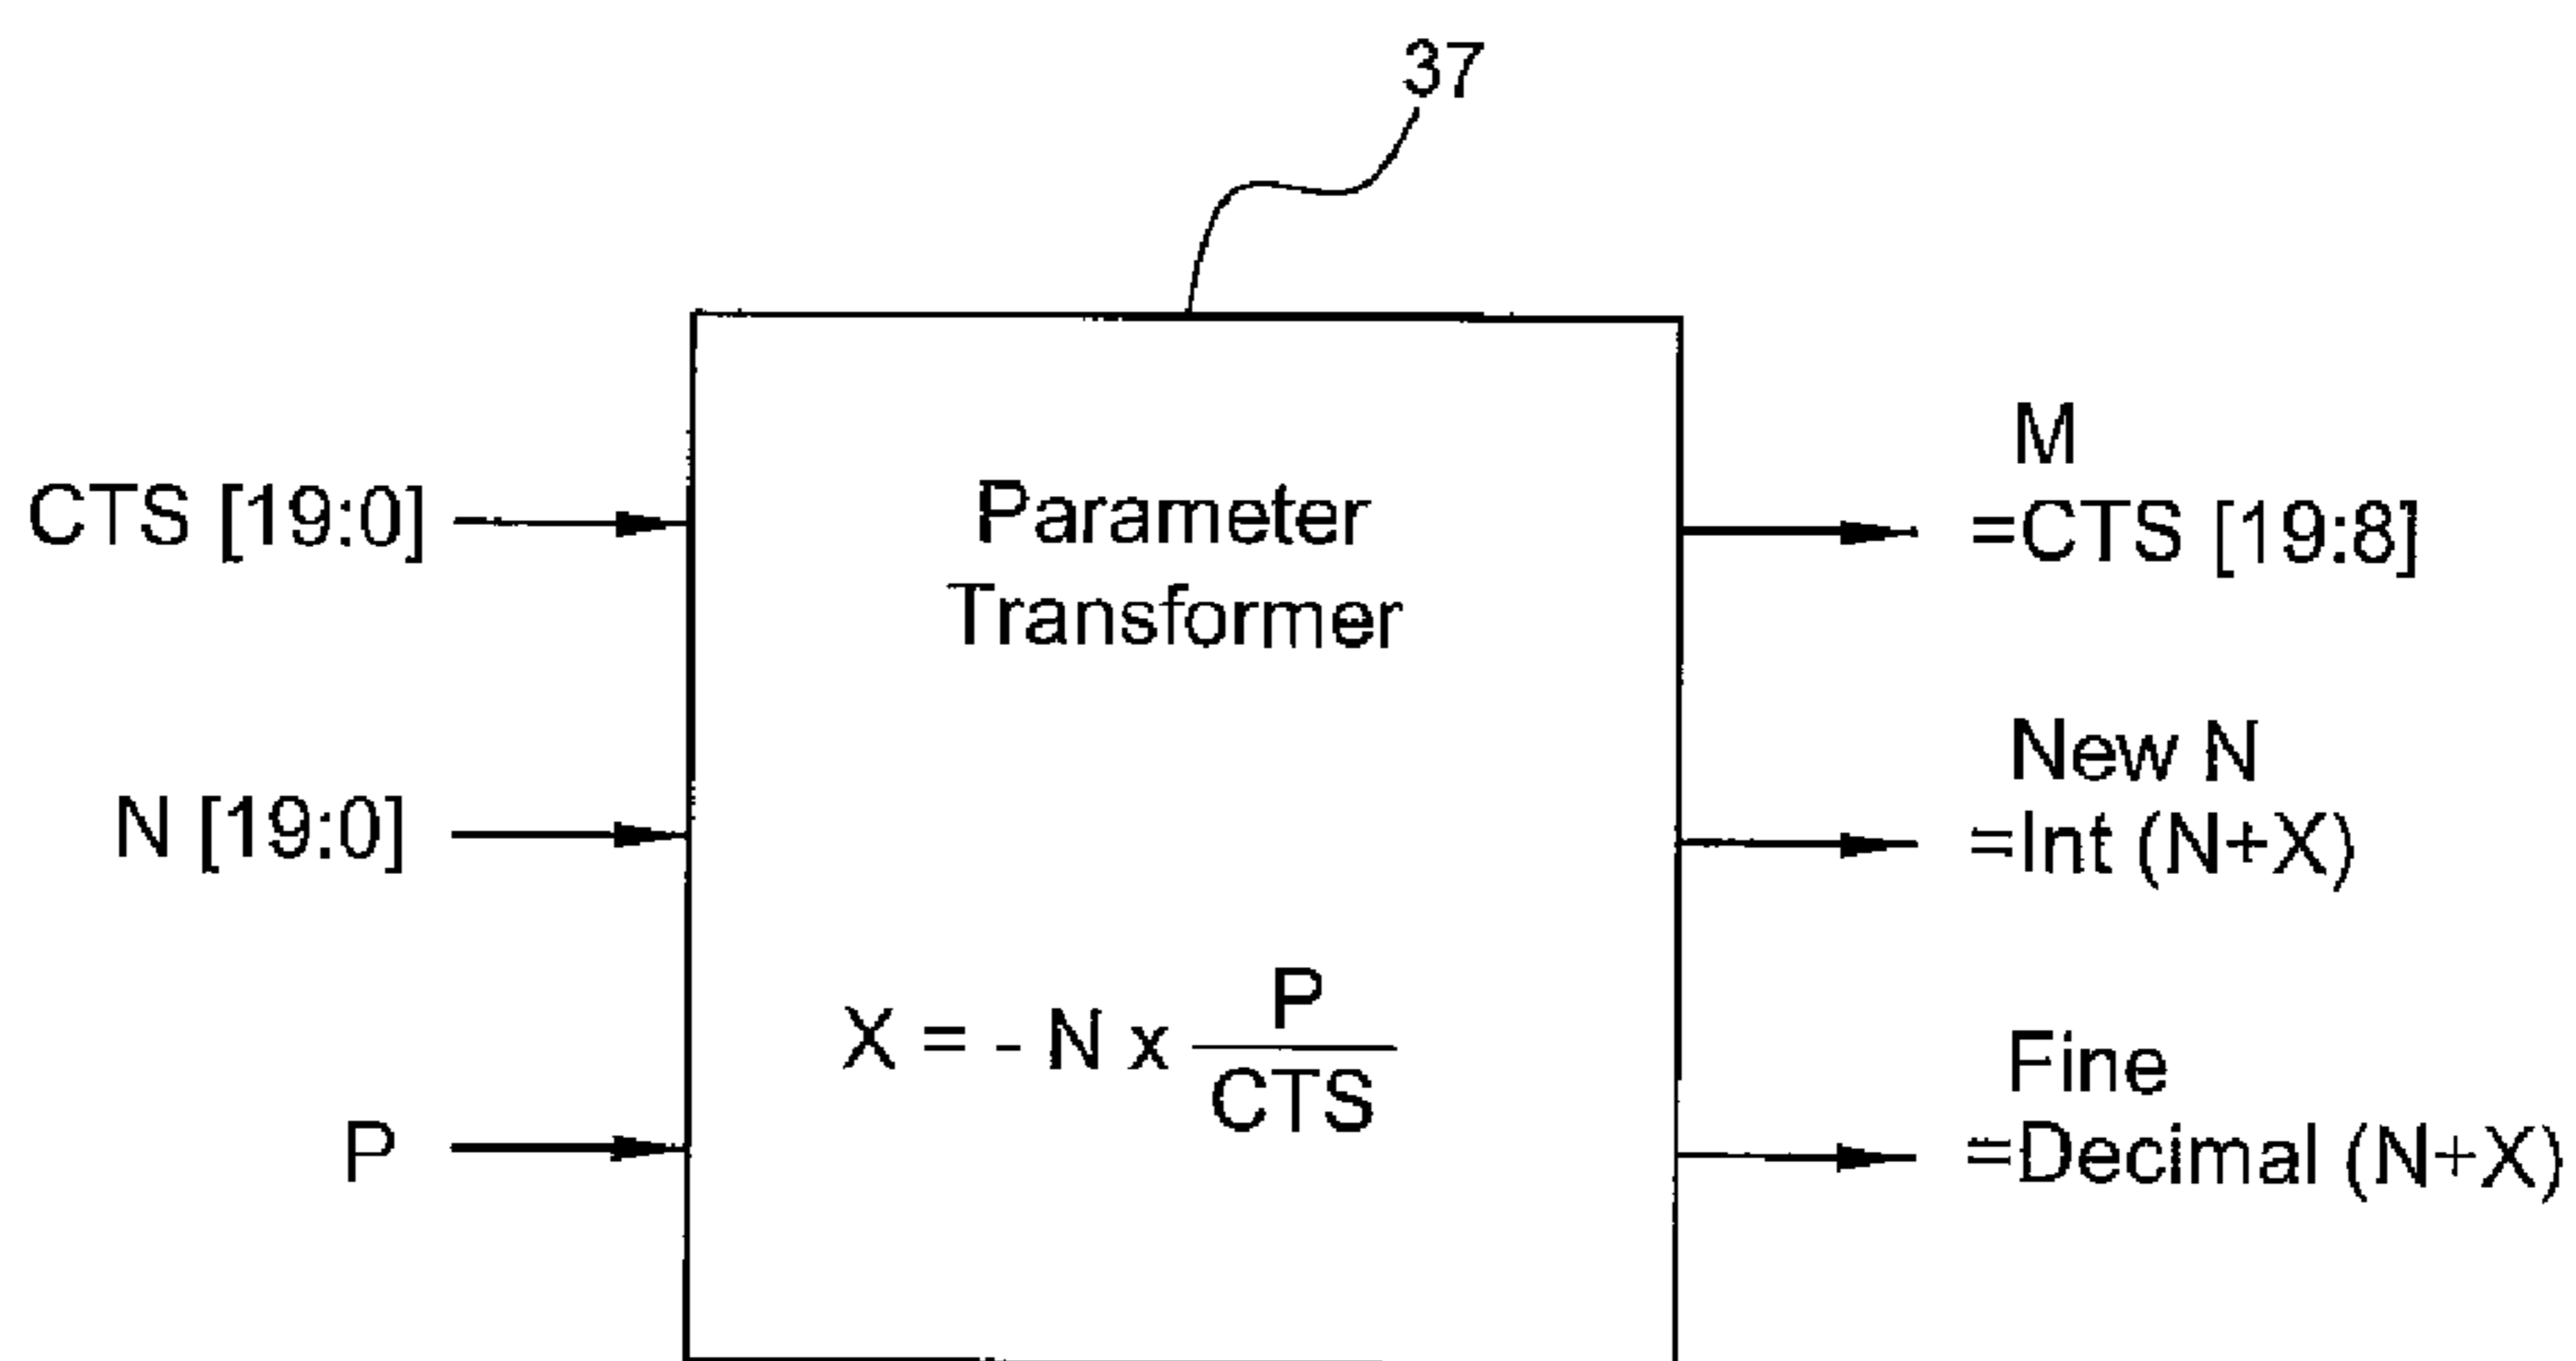 37
CTS [19:0]
N [19:0]
P
Parameter
Transformer
X = - N x P
CTS
M
=CTS [19:8]
New N
=Int (N+X)
Fine
=Decimal (N+X)